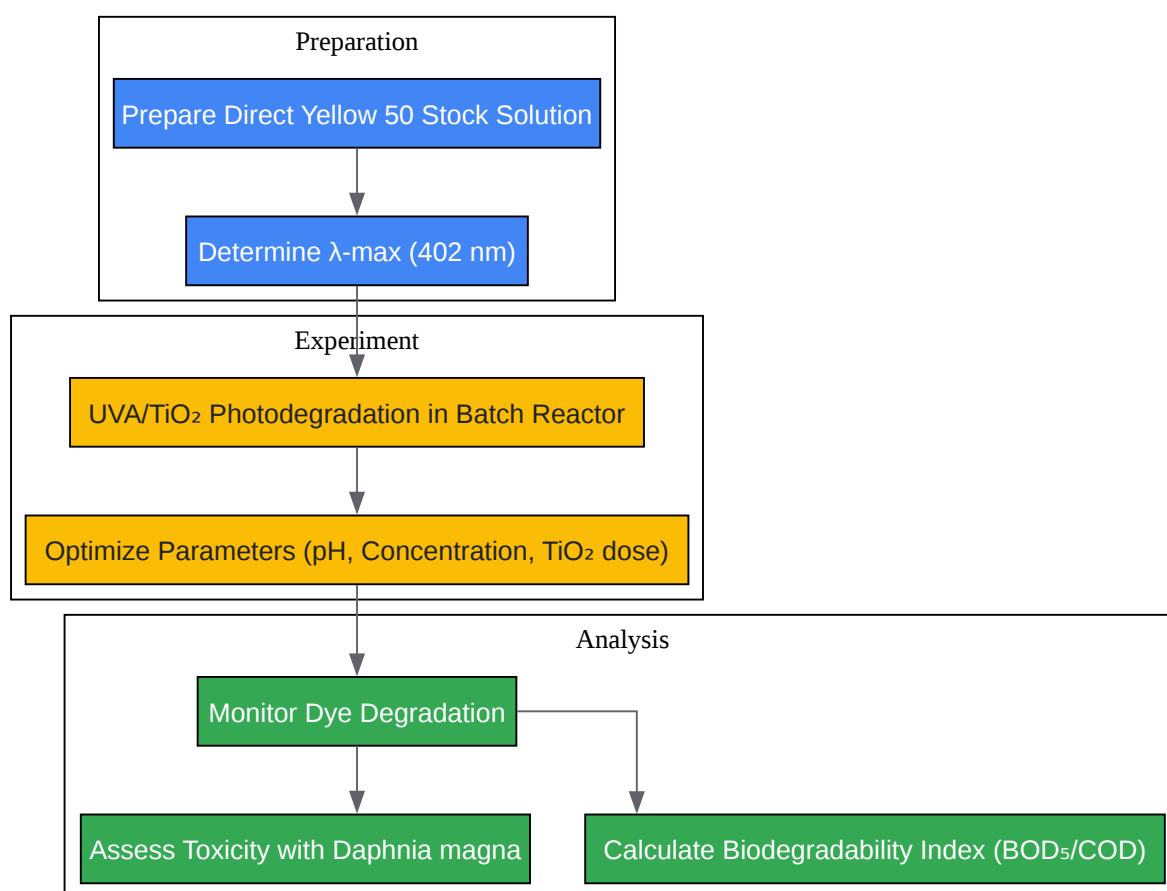 Preparation
Prepare Direct Yellow 50 Stock Solution
Determine λ-max (402 nm)
Experiment
UVA/TiO₂ Photodegradation in Batch Reactor
Optimize Parameters (pH, Concentration, TiO₂ dose)
Analysis
Monitor Dye Degradation
Assess Toxicity with Daphnia magna
Calculate Biodegradability Index (BOD₅/COD)